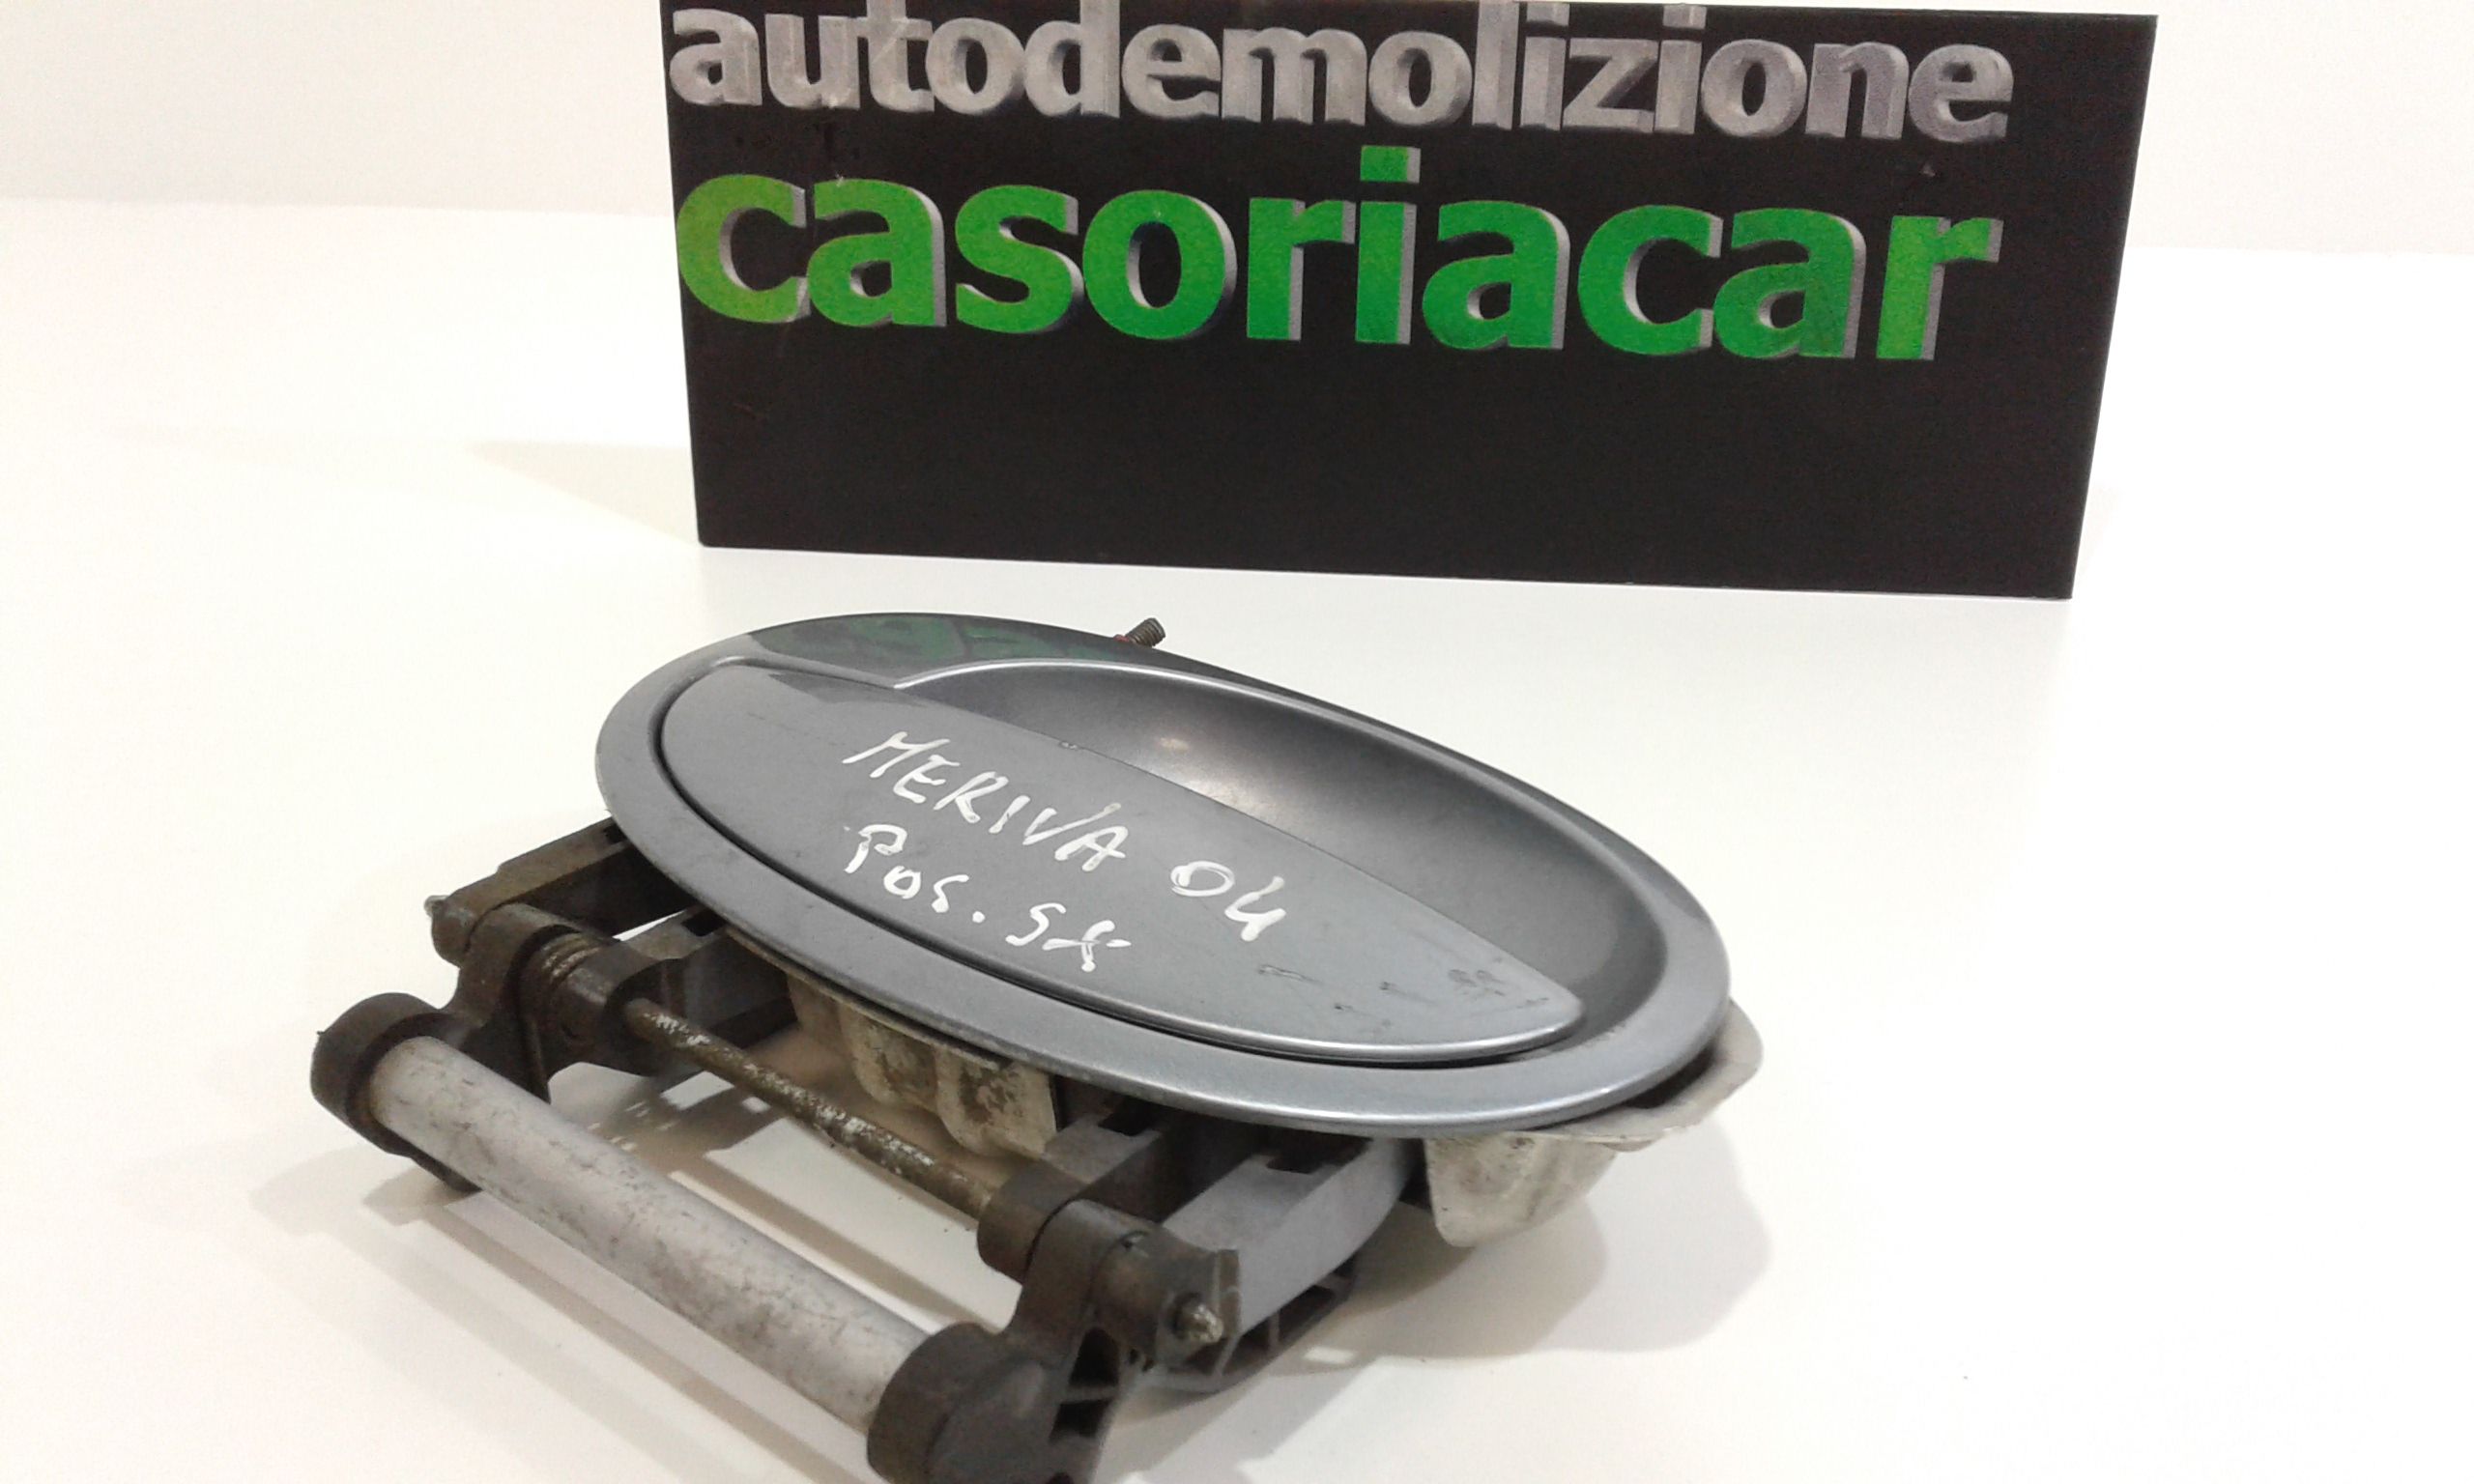 autodemolizione
casoriacar
MERIVA 04
Pos. sx